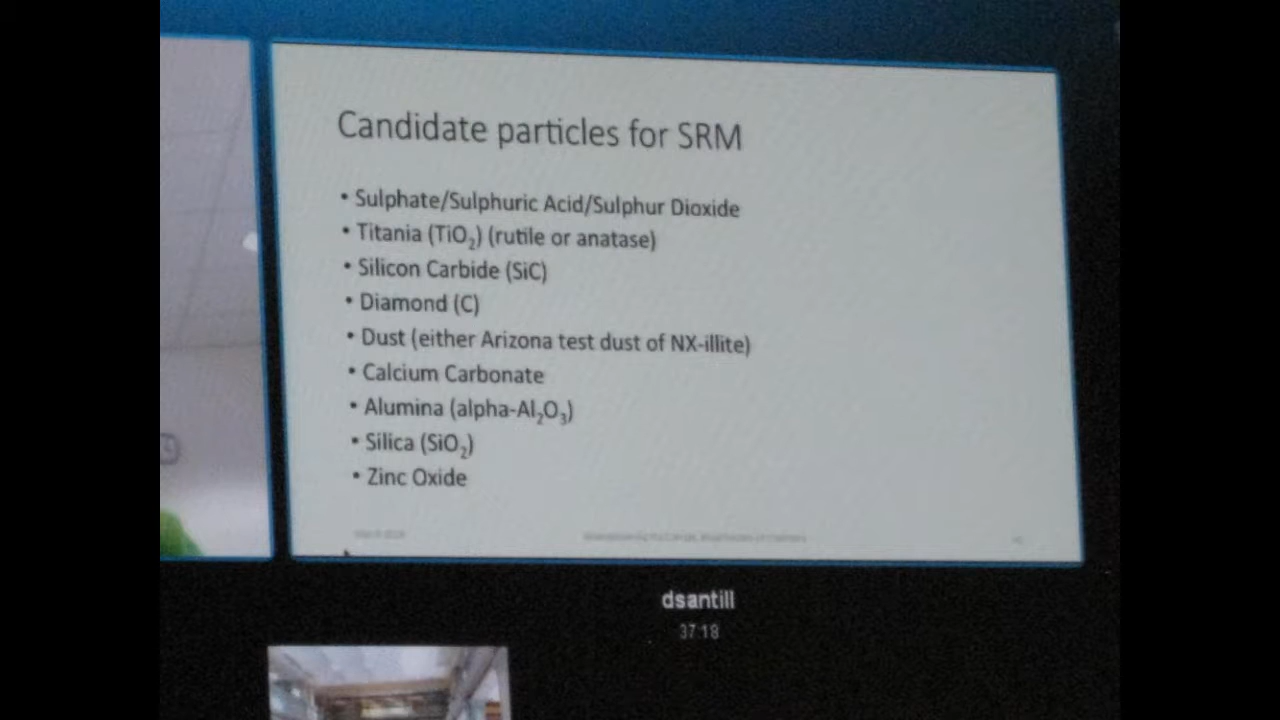 Candidate particles for SRM
• Sulphate/Sulphuric Acid/Sulphur Dioxide
• Titania (TiO₂) (rutile or anatase)
• Silicon Carbide (SiC)
• Diamond (C)
• Dust (either Arizona test dust of NX-illite)
• Calcium Carbonate
• Alumina (alpha-Al₂O₃)
• Silica (SiO₂)
• Zinc Oxide
dsantill
37:18